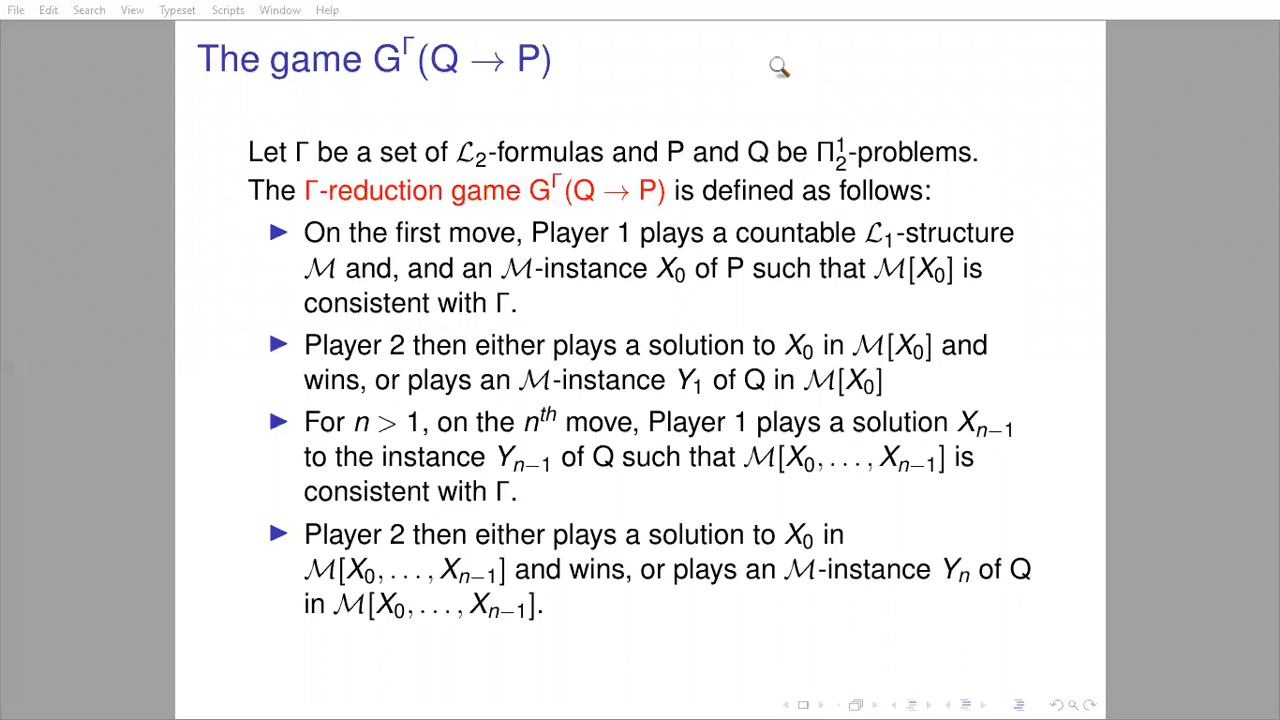 File Edit Search View Typeset Scripts Window Help
The game G^Γ(Q → P)
Let Γ be a set of ℒ₂-formulas and P and Q be Π¹₂-problems.
The Γ-reduction game G^Γ(Q → P) is defined as follows:
▶ On the first move, Player 1 plays a countable ℒ₁-structure
ℳ and, and an ℳ-instance X₀ of P such that ℳ[X₀] is
consistent with Γ.
▶ Player 2 then either plays a solution to X₀ in ℳ[X₀] and
wins, or plays an ℳ-instance Y₁ of Q in ℳ[X₀]
▶ For n > 1, on the n^th move, Player 1 plays a solution Xₙ₋₁
to the instance Yₙ₋₁ of Q such that ℳ[X₀, . . . , Xₙ₋₁] is
consistent with Γ.
▶ Player 2 then either plays a solution to X₀ in
ℳ[X₀, . . . , Xₙ₋₁] and wins, or plays an ℳ-instance Yₙ of Q
in ℳ[X₀, . . . , Xₙ₋₁].